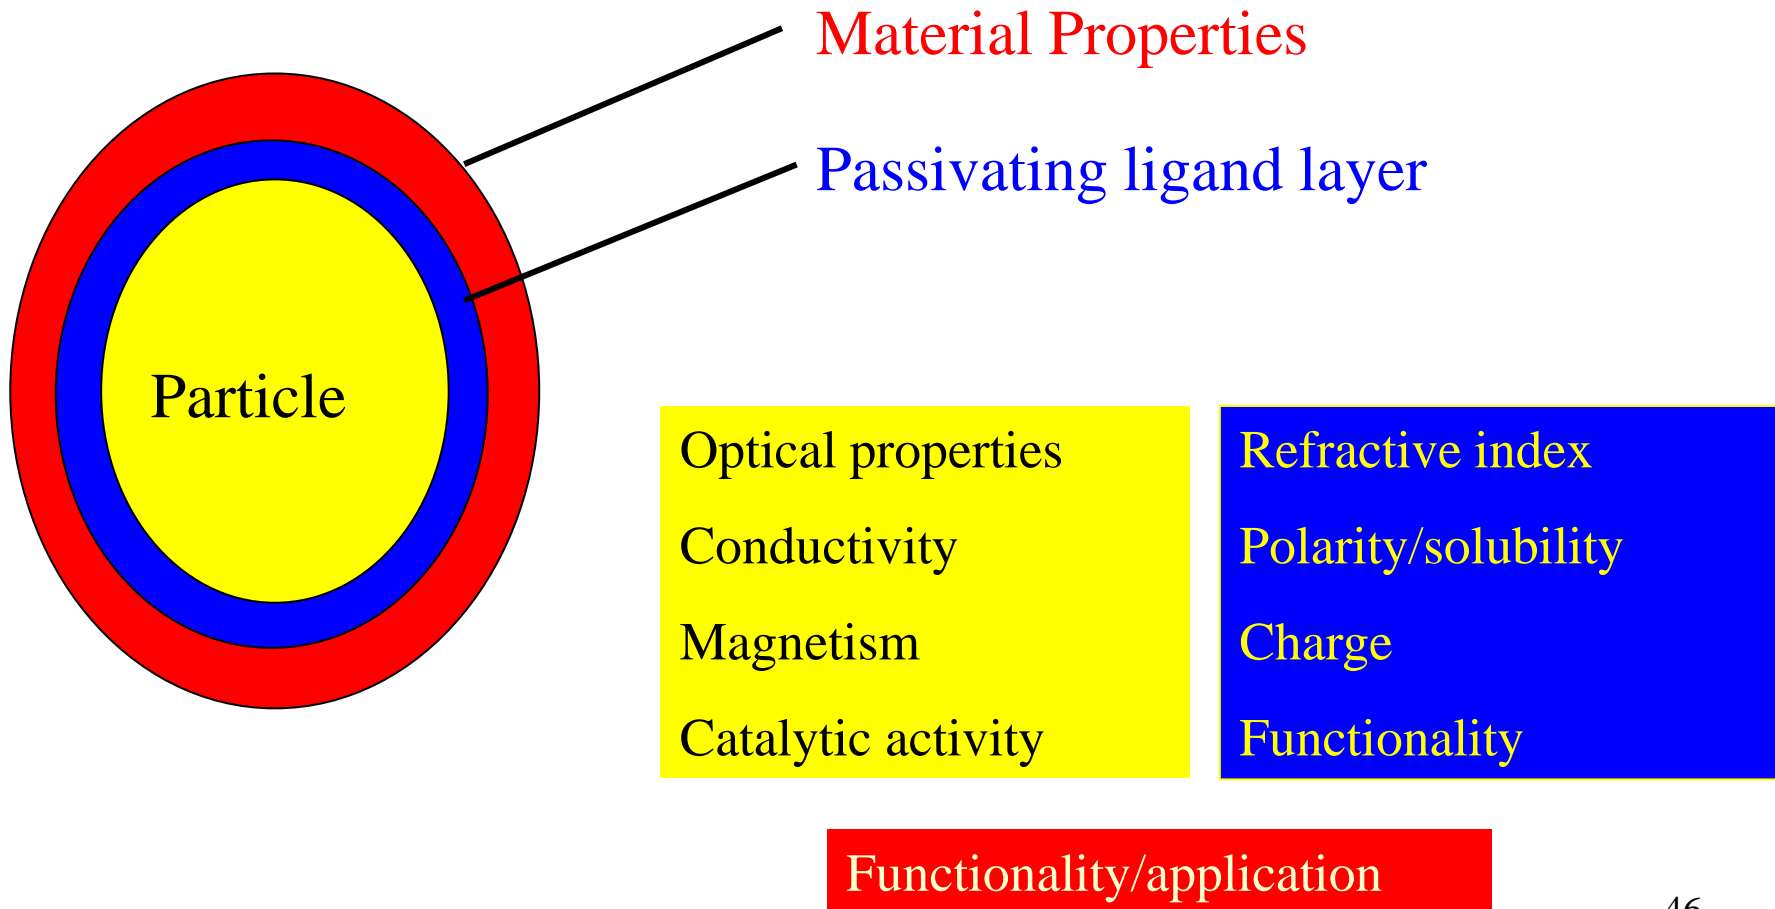 Material Properties
Passivating ligand layer
Particle
Optical properties
Conductivity
Magnetism
Catalytic activity
Refractive index
Polarity/solubility
Charge
Functionality
Functionality/application
46